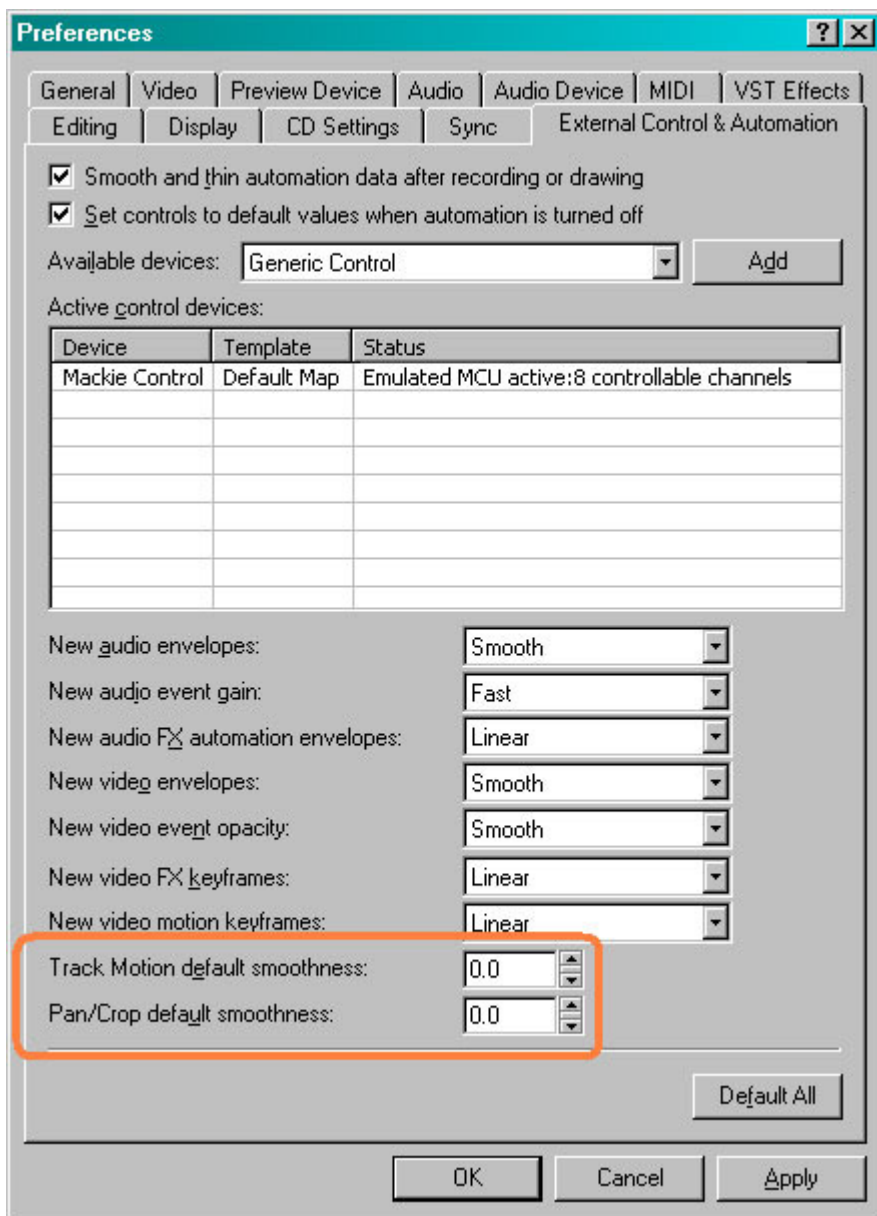 Preferences
General Video Preview Device Audio Audio Device MIDI VST Effects
Editing Display CD Settings Sync External Control & Automation
Smooth and thin automation data after recording or drawing
Set controls to default values when automation is turned off
Available devices: Generic Control Add
Active control devices:
Device Template Status
Mackie Control Default Map Emulated MCU active:8 controllable channels
New audio envelopes: Smooth
New audio event gain: Fast
New audio FX automation envelopes: Linear
New video envelopes: Smooth
New video event opacity: Smooth
New video FX keyframes: Linear
New video motion keyframes: Linear
Track Motion default smoothness: 0.0
Pan/Crop default smoothness: 0.0
Default All
OK Cancel Apply